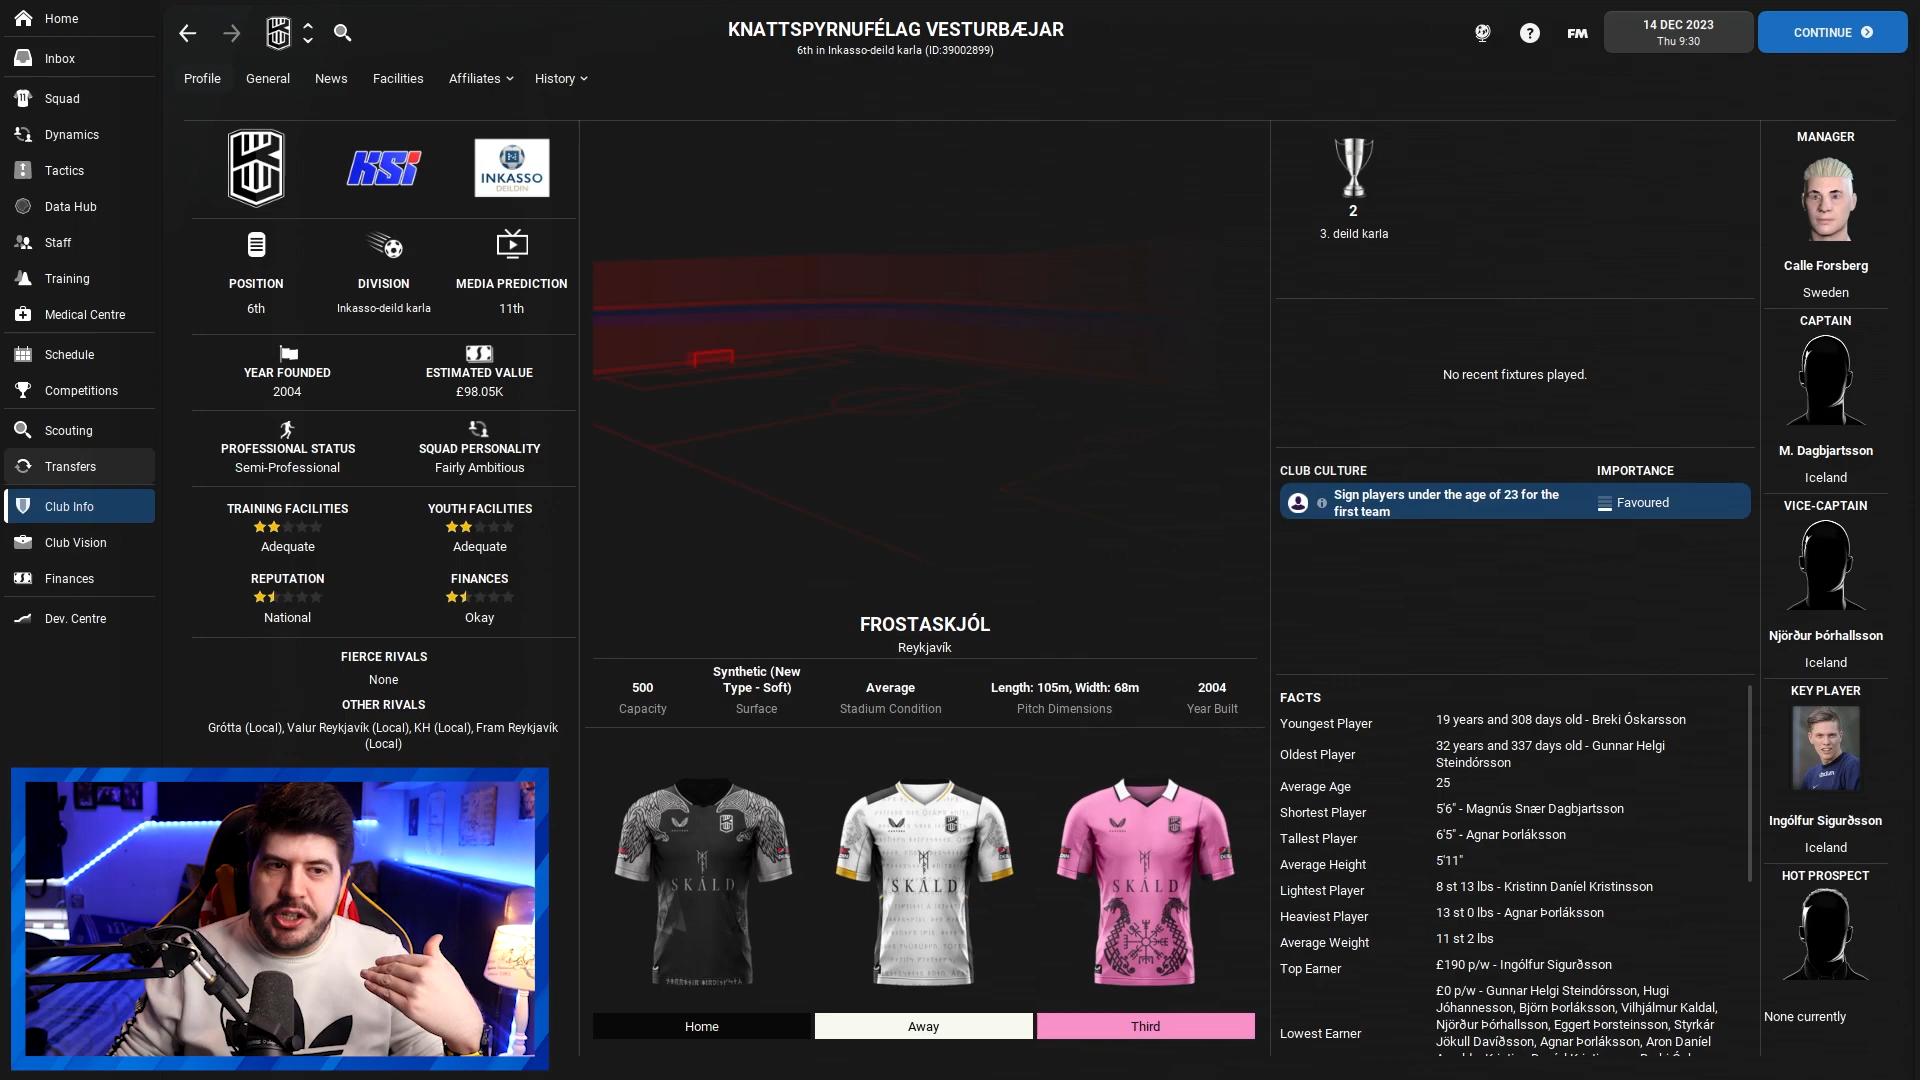 Home
Inbox
Squad
Dynamics
Tactics
Data Hub
Staff
Training
Medical Centre
Schedule
Competitions
Scouting
Transfers
Club Info
Club Vision
Finances
Dev. Centre
KNATTSPYRNUFÉLAG VESTURBÆJAR
6th in Inkasso-deild karla (ID:39002899)
FM
14 DEC 2023
Thu 9:30
CONTINUE
Profile
General
News
Facilities
Affiliates
History
KSÍ
INKASSO
DEILDIN
POSITION
6th
DIVISION
Inkasso-deild karla
MEDIA PREDICTION
11th
YEAR FOUNDED
2004
ESTIMATED VALUE
£98.05K
PROFESSIONAL STATUS
Semi-Professional
SQUAD PERSONALITY
Fairly Ambitious
TRAINING FACILITIES
Adequate
YOUTH FACILITIES
Adequate
REPUTATION
National
FINANCES
Okay
FIERCE RIVALS
None
OTHER RIVALS
Grótta (Local), Valur Reykjavík (Local), KH (Local), Fram Reykjavík
(Local)
FROSTASKJÓL
Reykjavík
500
Capacity
Synthetic (New
Type - Soft)
Surface
Average
Stadium Condition
Length: 105m, Width: 68m
Pitch Dimensions
2004
Year Built
SKÁLD
SKÁLD
SKÁLD
Home
Away
Third
2
3. deild karla
No recent fixtures played.
CLUB CULTURE
IMPORTANCE
Sign players under the age of 23 for the
first team
Favoured
FACTS
Youngest Player
19 years and 308 days old - Breki Óskarsson
Oldest Player
32 years and 337 days old - Gunnar Helgi
Steindórsson
Average Age
25
Shortest Player
5'6" - Magnús Snær Dagbjartsson
Tallest Player
6'5" - Agnar Þorláksson
Average Height
5'11"
Lightest Player
8 st 13 lbs - Kristinn Daníel Kristinsson
Heaviest Player
13 st 0 lbs - Agnar Þorláksson
Average Weight
11 st 2 lbs
Top Earner
£190 p/w - Ingólfur Sigurðsson
Lowest Earner
£0 p/w - Gunnar Helgi Steindórsson, Hugi
Jóhannesson, Björn Þorláksson, Vilhjálmur Kaldal,
Njörður Þórhallsson, Eggert Þorsteinsson, Styrkár
Jökull Davíðsson, Agnar Þorláksson, Aron Daníel
MANAGER
Calle Forsberg
Sweden
CAPTAIN
M. Dagbjartsson
Iceland
VICE-CAPTAIN
Njörður Þórhallsson
Iceland
KEY PLAYER
Ingólfur Sigurðsson
Iceland
HOT PROSPECT
None currently